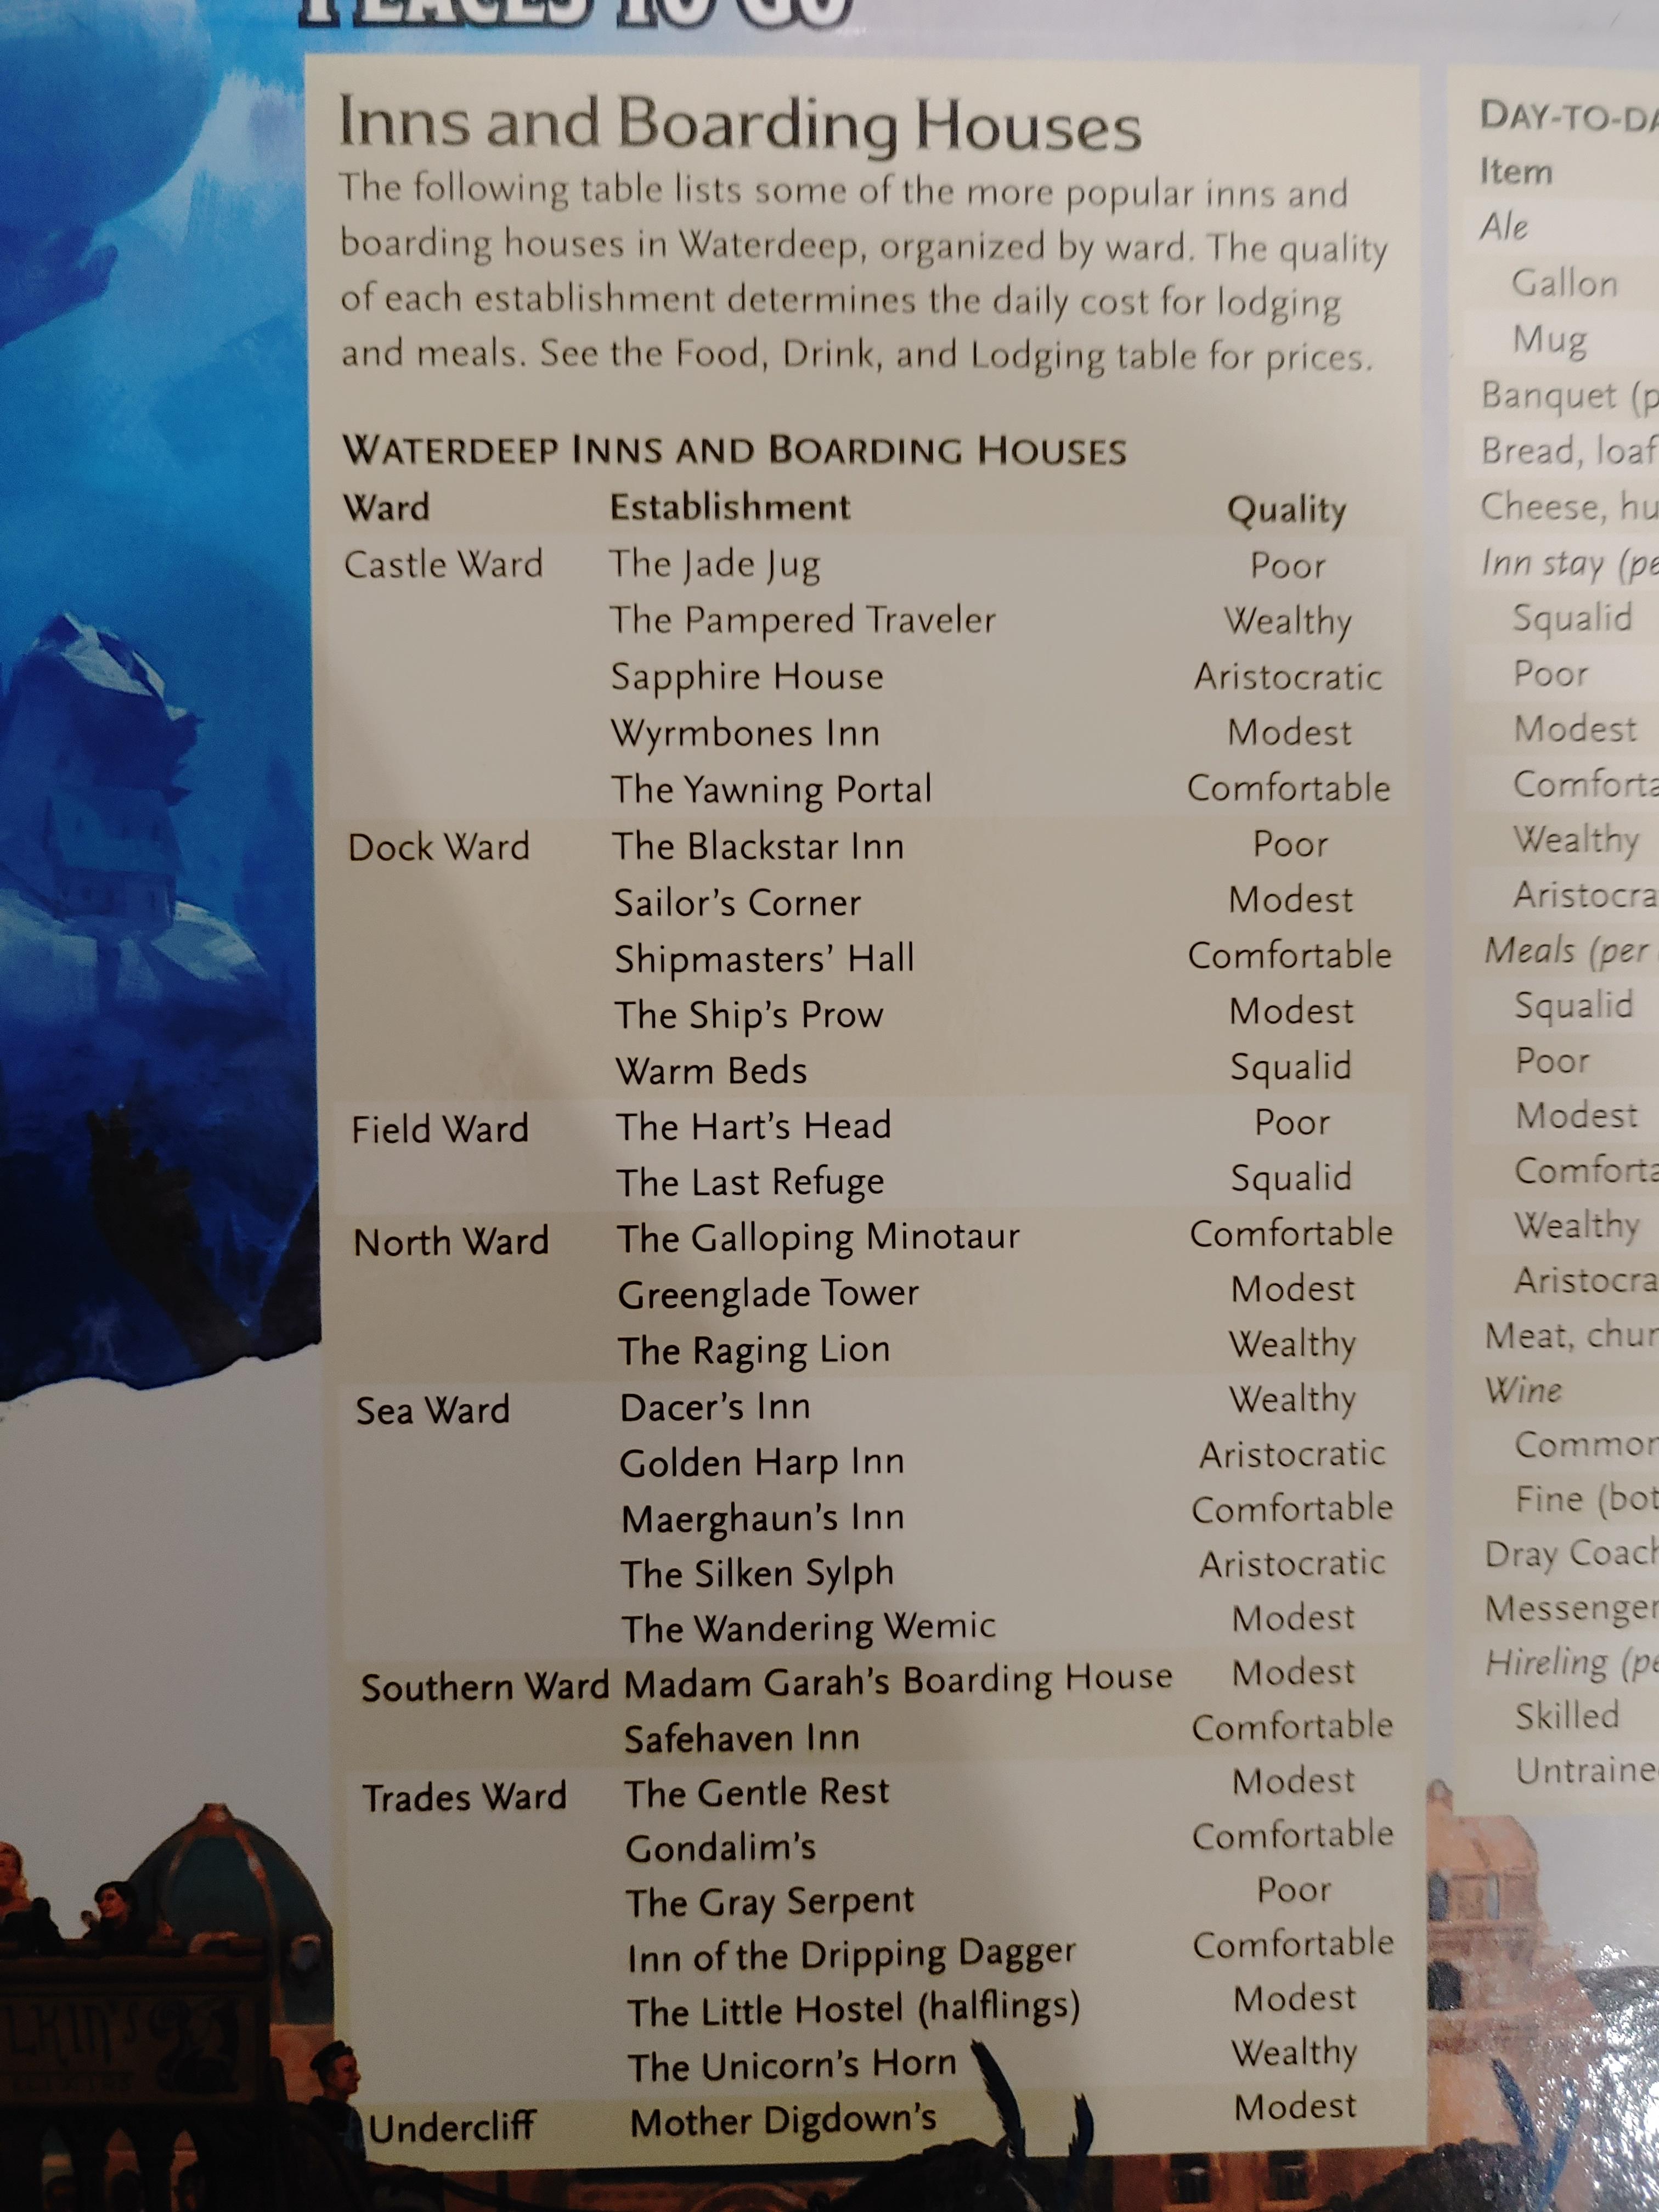 PLACES TO GO
Inns and Boarding Houses
The following table lists some of the more popular inns and
boarding houses in Waterdeep, organized by ward. The quality
of each establishment determines the daily cost for lodging
and meals. See the Food, Drink, and Lodging table for prices.
WATERDEEP INNS AND BOARDING HOUSES
Ward Establishment Quality
Castle Ward The Jade Jug Poor
The Pampered Traveler Wealthy
Sapphire House Aristocratic
Wyrmbones Inn Modest
The Yawning Portal Comfortable
Dock Ward The Blackstar Inn Poor
Sailor's Corner Modest
Shipmasters' Hall Comfortable
The Ship's Prow Modest
Warm Beds Squalid
Field Ward The Hart's Head Poor
The Last Refuge Squalid
North Ward The Galloping Minotaur Comfortable
Greenglade Tower Modest
The Raging Lion Wealthy
Sea Ward Dacer's Inn Wealthy
Golden Harp Inn Aristocratic
Maerghaun's Inn Comfortable
The Silken Sylph Aristocratic
The Wandering Wemic Modest
Southern Ward Madam Garah's Boarding House Modest
Safehaven Inn Comfortable
Trades Ward The Gentle Rest Modest
Gondalim's Comfortable
The Gray Serpent Poor
Inn of the Dripping Dagger Comfortable
The Little Hostel (halflings) Modest
The Unicorn's Horn Wealthy
Undercliff Mother Digdown's Modest
DAY-TO-DA
Item
Ale
Gallon
Mug
Banquet (p
Bread, loaf
Cheese, hu
Inn stay (pe
Squalid
Poor
Modest
Comforta
Wealthy
Aristocra
Meals (per
Squalid
Poor
Modest
Comforta
Wealthy
Aristocra
Meat, chun
Wine
Common
Fine (bot
Dray Coach
Messenger
Hireling (pe
Skilled
Untraine
LKIN'S